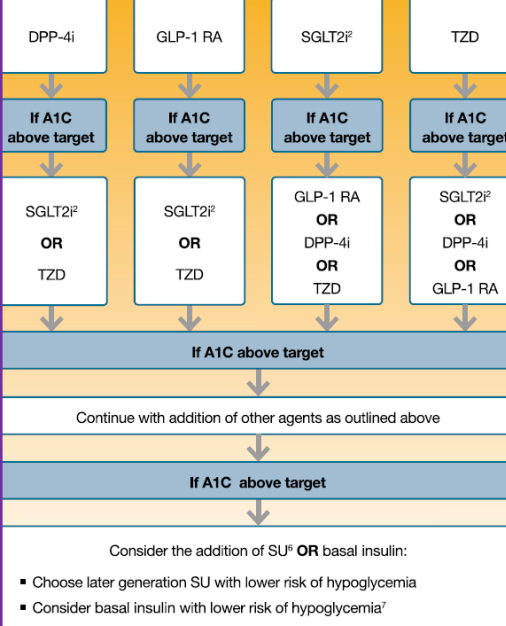 DPP-4i
GLP-1 RA
SGLT2i²
TZD
If A1C
above target
If A1C
above target
If A1C
above target
If A1C
above target
SGLT2i²
OR
TZD
SGLT2i²
OR
TZD
GLP-1 RA
OR
DPP-4i
OR
TZD
SGLT2i²
OR
DPP-4i
OR
GLP-1 RA
If A1C above target
Continue with addition of other agents as outlined above
If A1C above target
Consider the addition of SU⁶ OR basal insulin:
▪ Choose later generation SU with lower risk of hypoglycemia
▪ Consider basal insulin with lower risk of hypoglycemia⁷